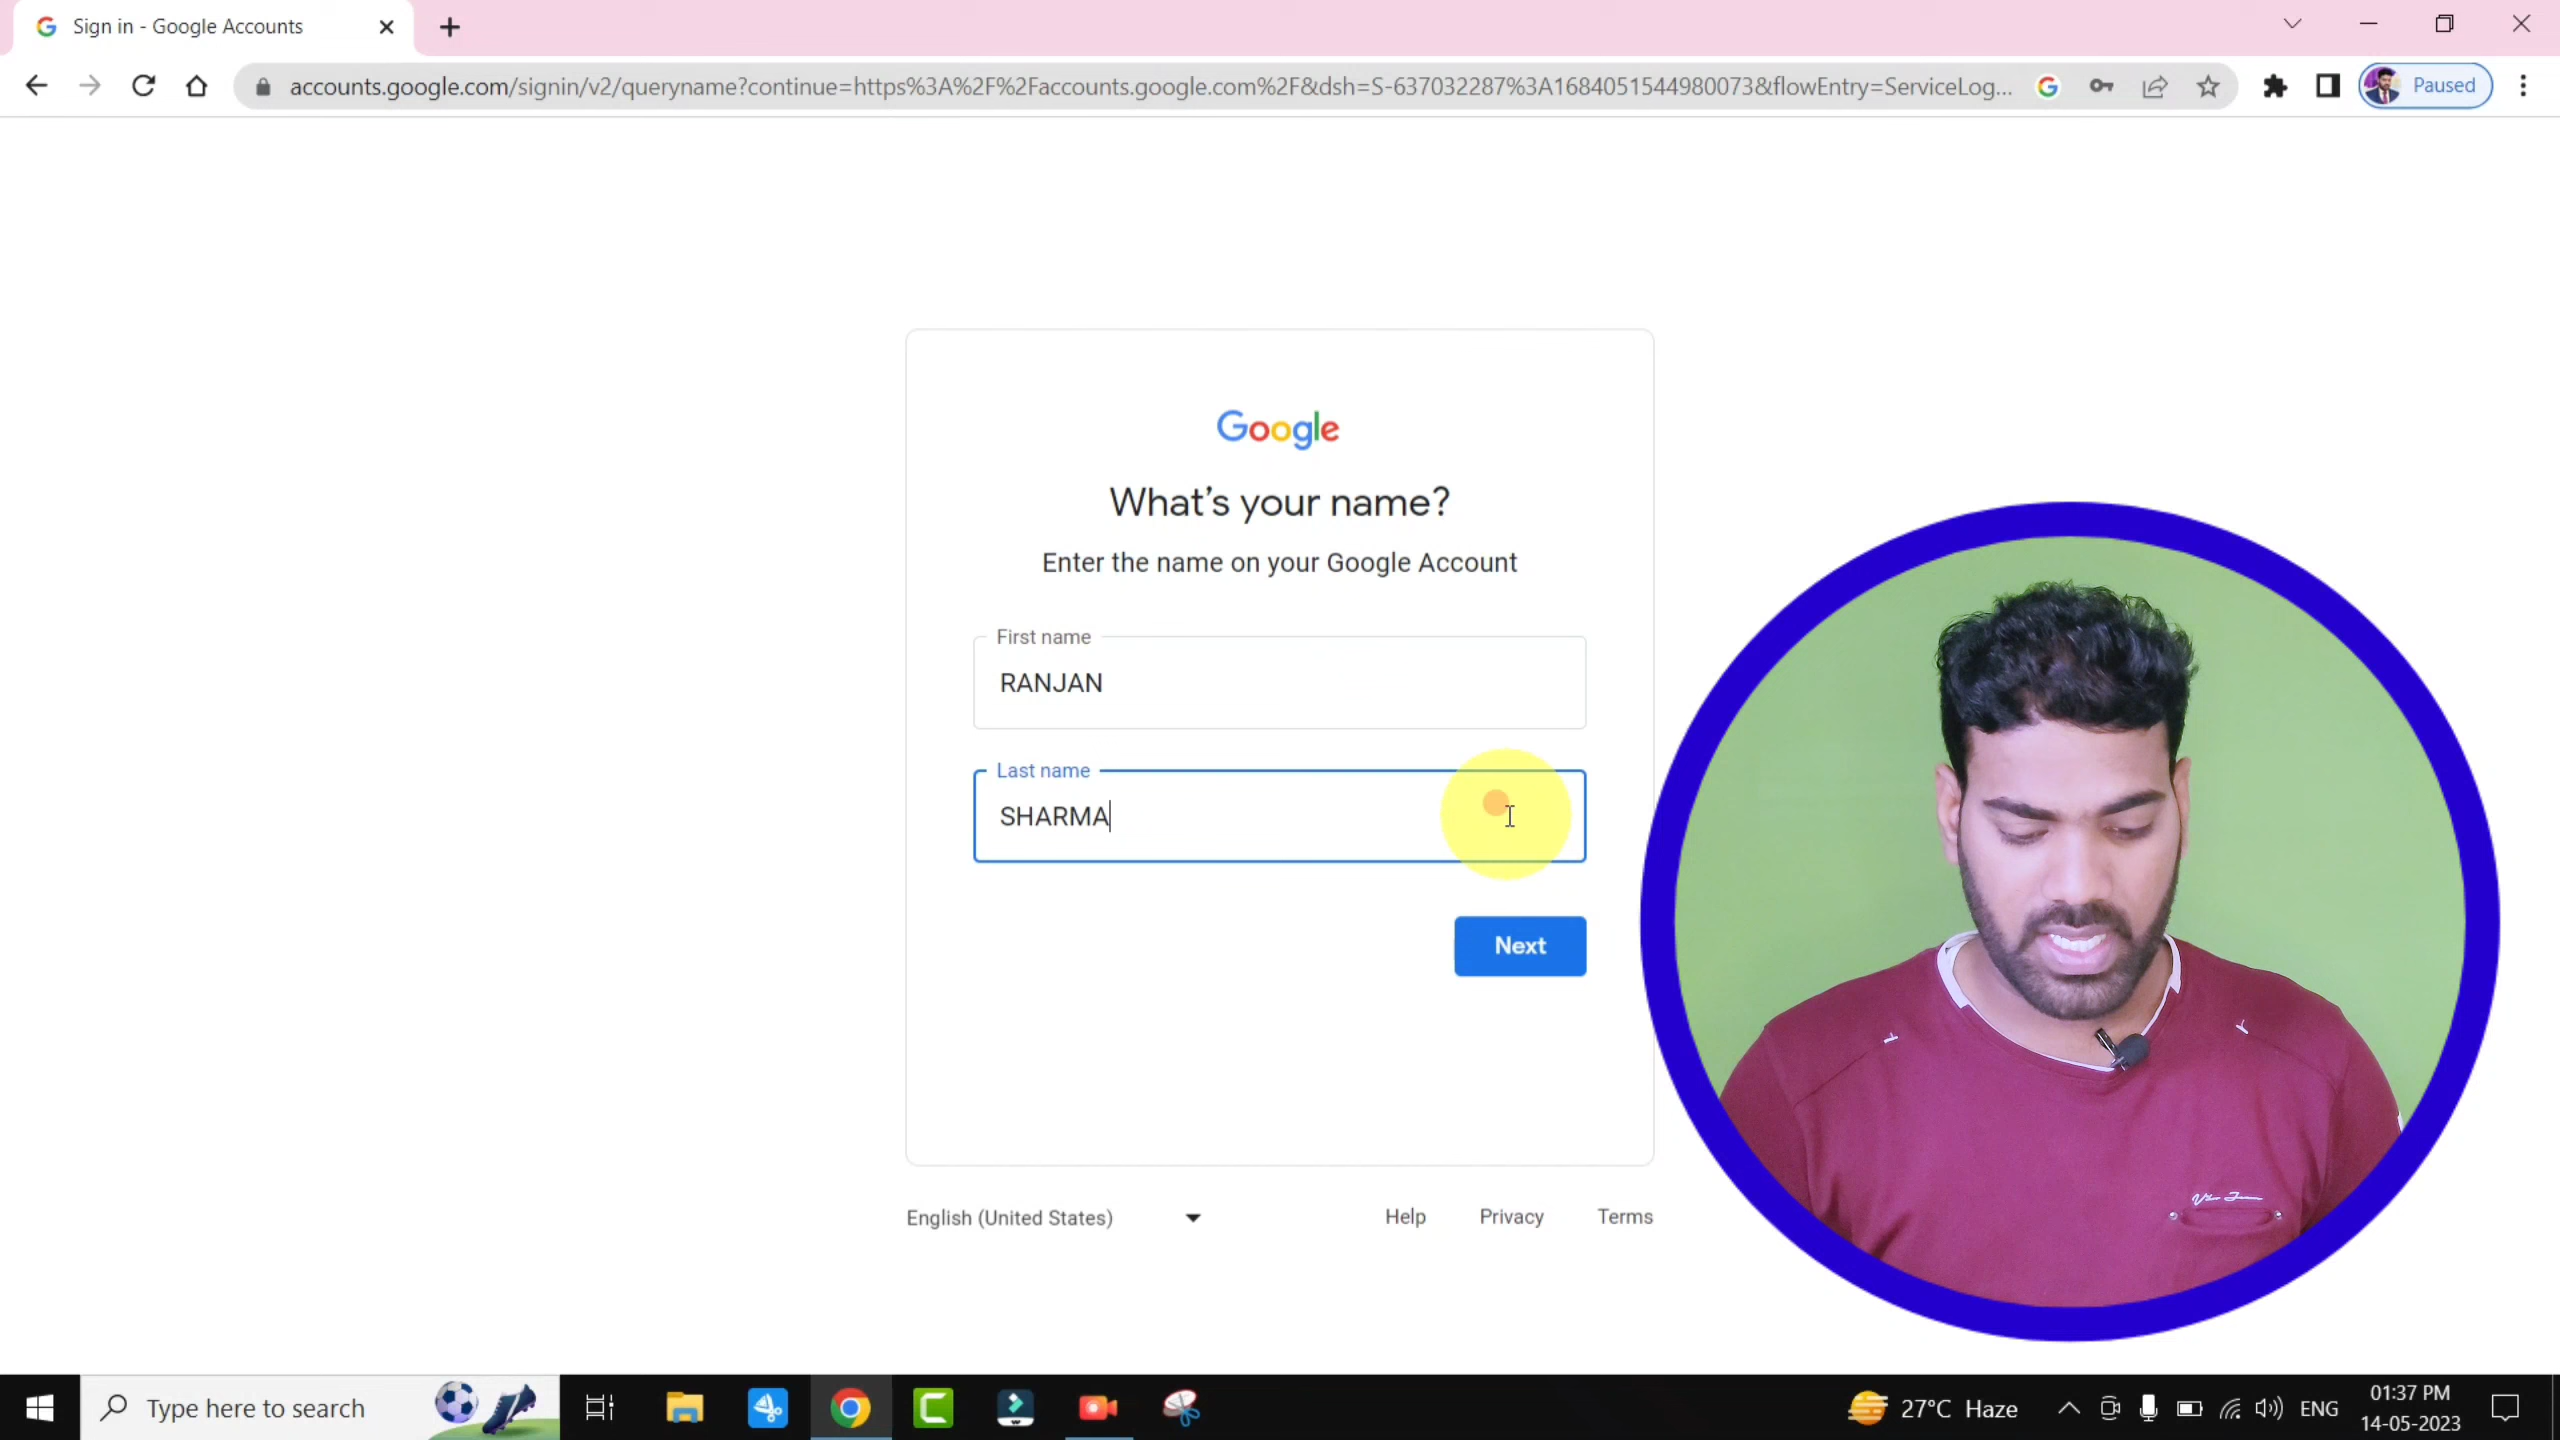 Sign in - Google Accounts
accounts.google.com/signin/v2/queryname?continue=https%3A%2F%2Faccounts.google.com%2F&dsh=S-637032287%3A1684051544980073&flowEntry=ServiceLog...
Paused
Google
What's your name?
Enter the name on your Google Account
First name
RANJAN
Last name
SHARMA
Next
English (United States)
Help
Privacy
Terms
Type here to search
27°C Haze
ENG
01:37 PM
14-05-2023